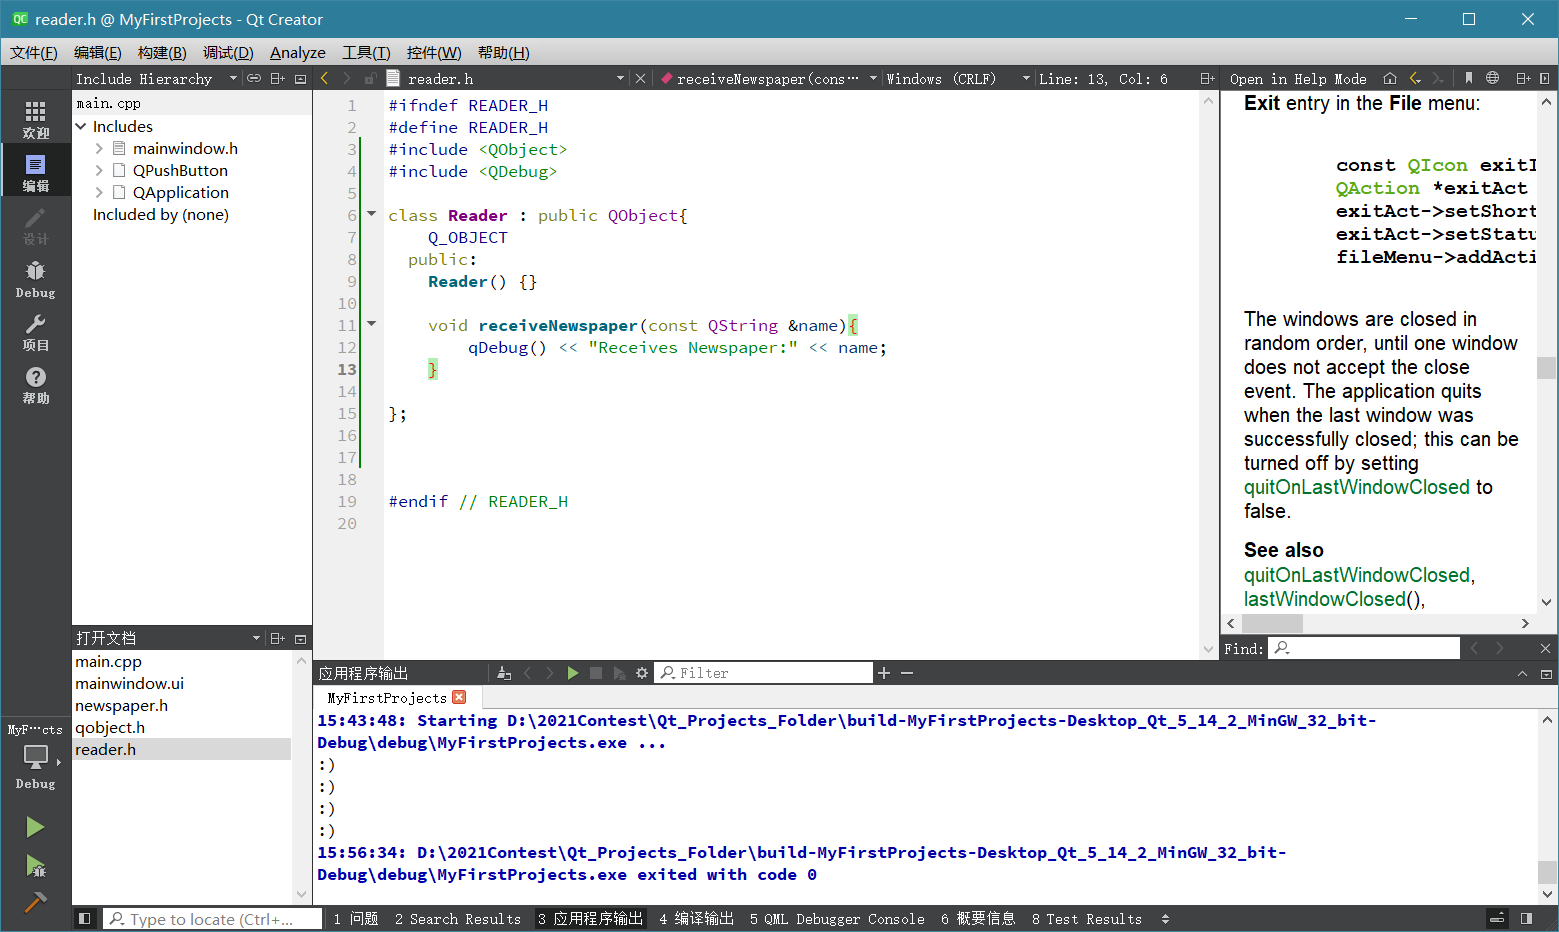 reader.h @ MyFirstProjects - Qt Creator
文件(F) 编辑(E) 构建(B) 调试(D) Analyze 工具(T) 控件(W) 帮助(H)
Include Hierarchy
reader.h
receiveNewspaper(cons···
Windows (CRLF)
Line: 13, Col: 6
Open in Help Mode
欢迎
编辑
设计
Debug
项目
帮助
MyF···cts
Debug
main.cpp
Includes
mainwindow.h
QPushButton
QApplication
Included by (none)
打开文档
main.cpp
mainwindow.ui
newspaper.h
qobject.h
reader.h
1 #ifndef READER_H
2 #define READER_H
3 #include <QObject>
4 #include <QDebug>
5
6 class Reader : public QObject{
7 Q_OBJECT
8 public:
9 Reader() {}
10
11 void receiveNewspaper(const QString &name){
12 qDebug() << "Receives Newspaper:" << name;
13 }
14
15 };
16
17
18
19 #endif // READER_H
20
Exit entry in the File menu:
const QIcon exitI
QAction *exitAct
exitAct->setShort
exitAct->setStatu
fileMenu->addActi
The windows are closed in
random order, until one window
does not accept the close
event. The application quits
when the last window was
successfully closed; this can be
turned off by setting
quitOnLastWindowClosed to
false.
See also
quitOnLastWindowClosed,
lastWindowClosed(),
Find:
应用程序输出
Filter
MyFirstProjects
15:43:48: Starting D:\2021Contest\Qt_Projects_Folder\build-MyFirstProjects-Desktop_Qt_5_14_2_MinGW_32_bit-
Debug\debug\MyFirstProjects.exe ...
:)
:)
:)
:)
15:56:34: D:\2021Contest\Qt_Projects_Folder\build-MyFirstProjects-Desktop_Qt_5_14_2_MinGW_32_bit-
Debug\debug\MyFirstProjects.exe exited with code 0
Type to locate (Ctrl+...
1 问题 2 Search Results 3 应用程序输出 4 编译输出 5 QML Debugger Console 6 概要信息 8 Test Results